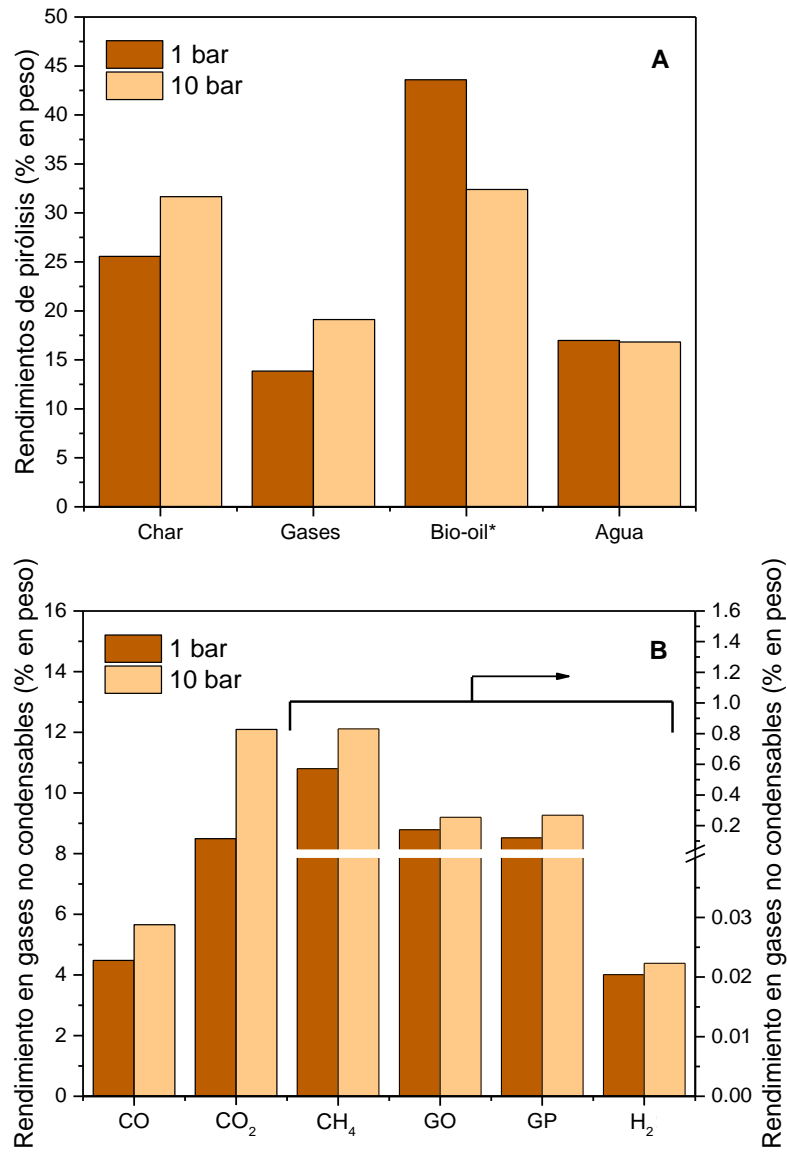 Rendimientos de pirólisis (% en peso)
50
45
40
35
30
25
20
15
10
5
0
1 bar
10 bar
A
Char Gases Bio-oil* Agua
Rendimiento en gases no condensables (% en peso)
16
14
12
10
8
6
4
2
0
1 bar
10 bar
B
1.6
1.4
1.2
1.0
0.8
0.6
0.4
0.2
0.03
0.02
0.01
0.00
Rendimiento en gases no condensables (% en peso)
CO CO₂ CH₄ GO GP H₂